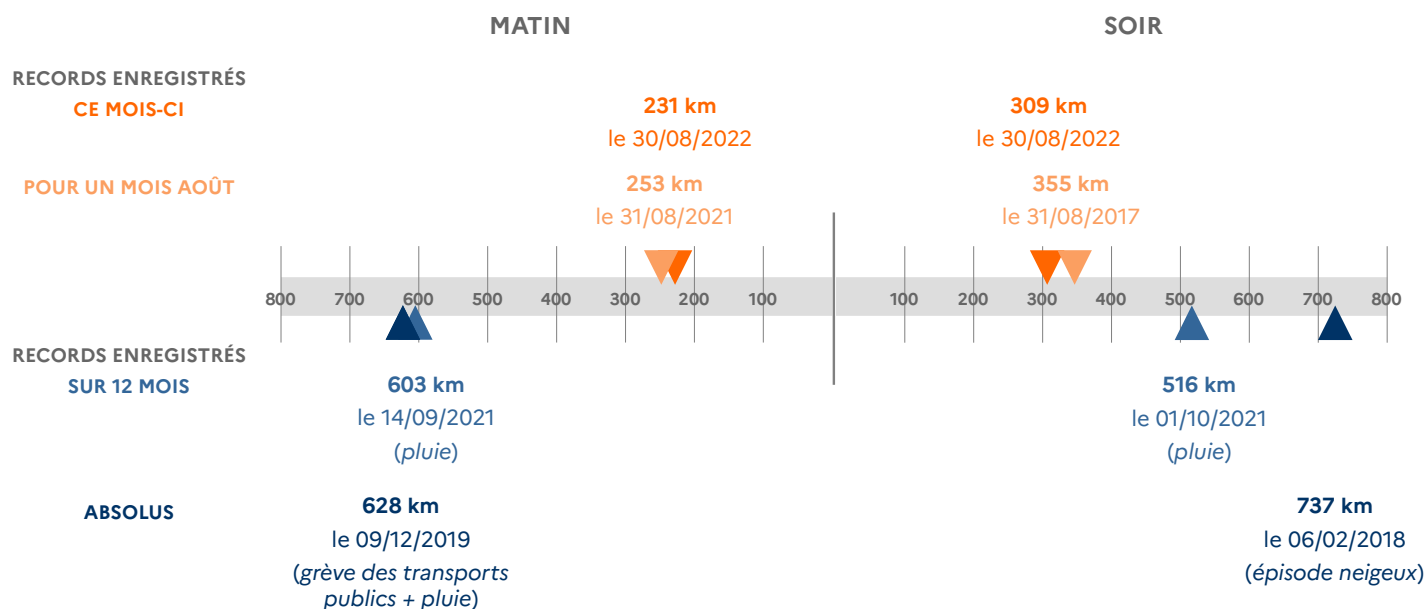 MATIN SOIR
RECORDS ENREGISTRÉS
CE MOIS-CI 231 km 309 km
le 30/08/2022 le 30/08/2022
POUR UN MOIS AOÛT 253 km 355 km
le 31/08/2021 le 31/08/2017
800 700 600 500 400 300 200 100 100 200 300 400 500 600 700 800
RECORDS ENREGISTRÉS
SUR 12 MOIS 603 km 516 km
le 14/09/2021 le 01/10/2021
(pluie) (pluie)
ABSOLUS 628 km 737 km
le 09/12/2019 le 06/02/2018
(grève des transports (épisode neigeux)
publics + pluie)